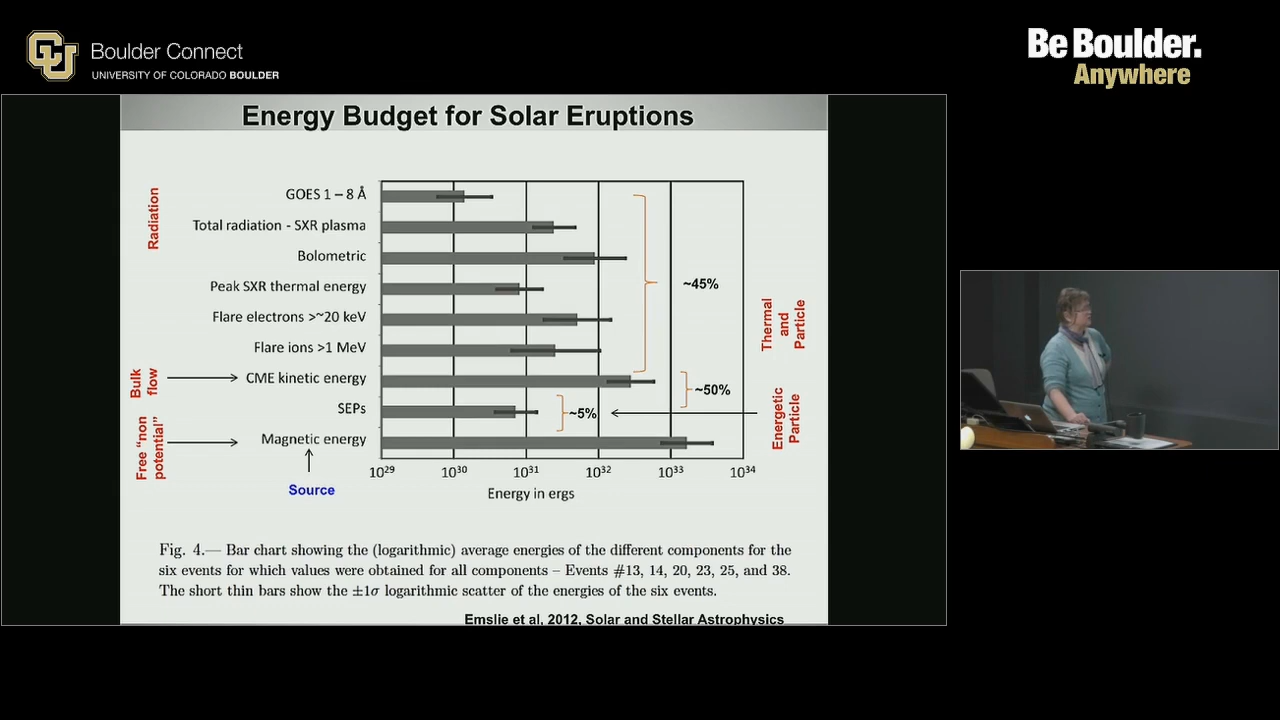 CU
Boulder Connect
UNIVERSITY OF COLORADO BOULDER
Be Boulder.
Anywhere
Energy Budget for Solar Eruptions
Radiation
GOES 1 – 8 Å
Total radiation - SXR plasma
Bolometric
Peak SXR thermal energy
Flare electrons >~20 keV
Flare ions >1 MeV
CME kinetic energy
SEPs
Magnetic energy
Bulk
flow
Free “non
potential”
Source
~45%
~50%
~5%
Thermal
and
Particle
Energetic
Particle
10²⁹ 10³⁰ 10³¹ 10³² 10³³ 10³⁴
Energy in ergs
Fig. 4.— Bar chart showing the (logarithmic) average energies of the different components for the
six events for which values were obtained for all components – Events #13, 14, 20, 23, 25, and 38.
The short thin bars show the ±1σ logarithmic scatter of the energies of the six events.
Emslie et al, 2012, Solar and Stellar Astrophysics